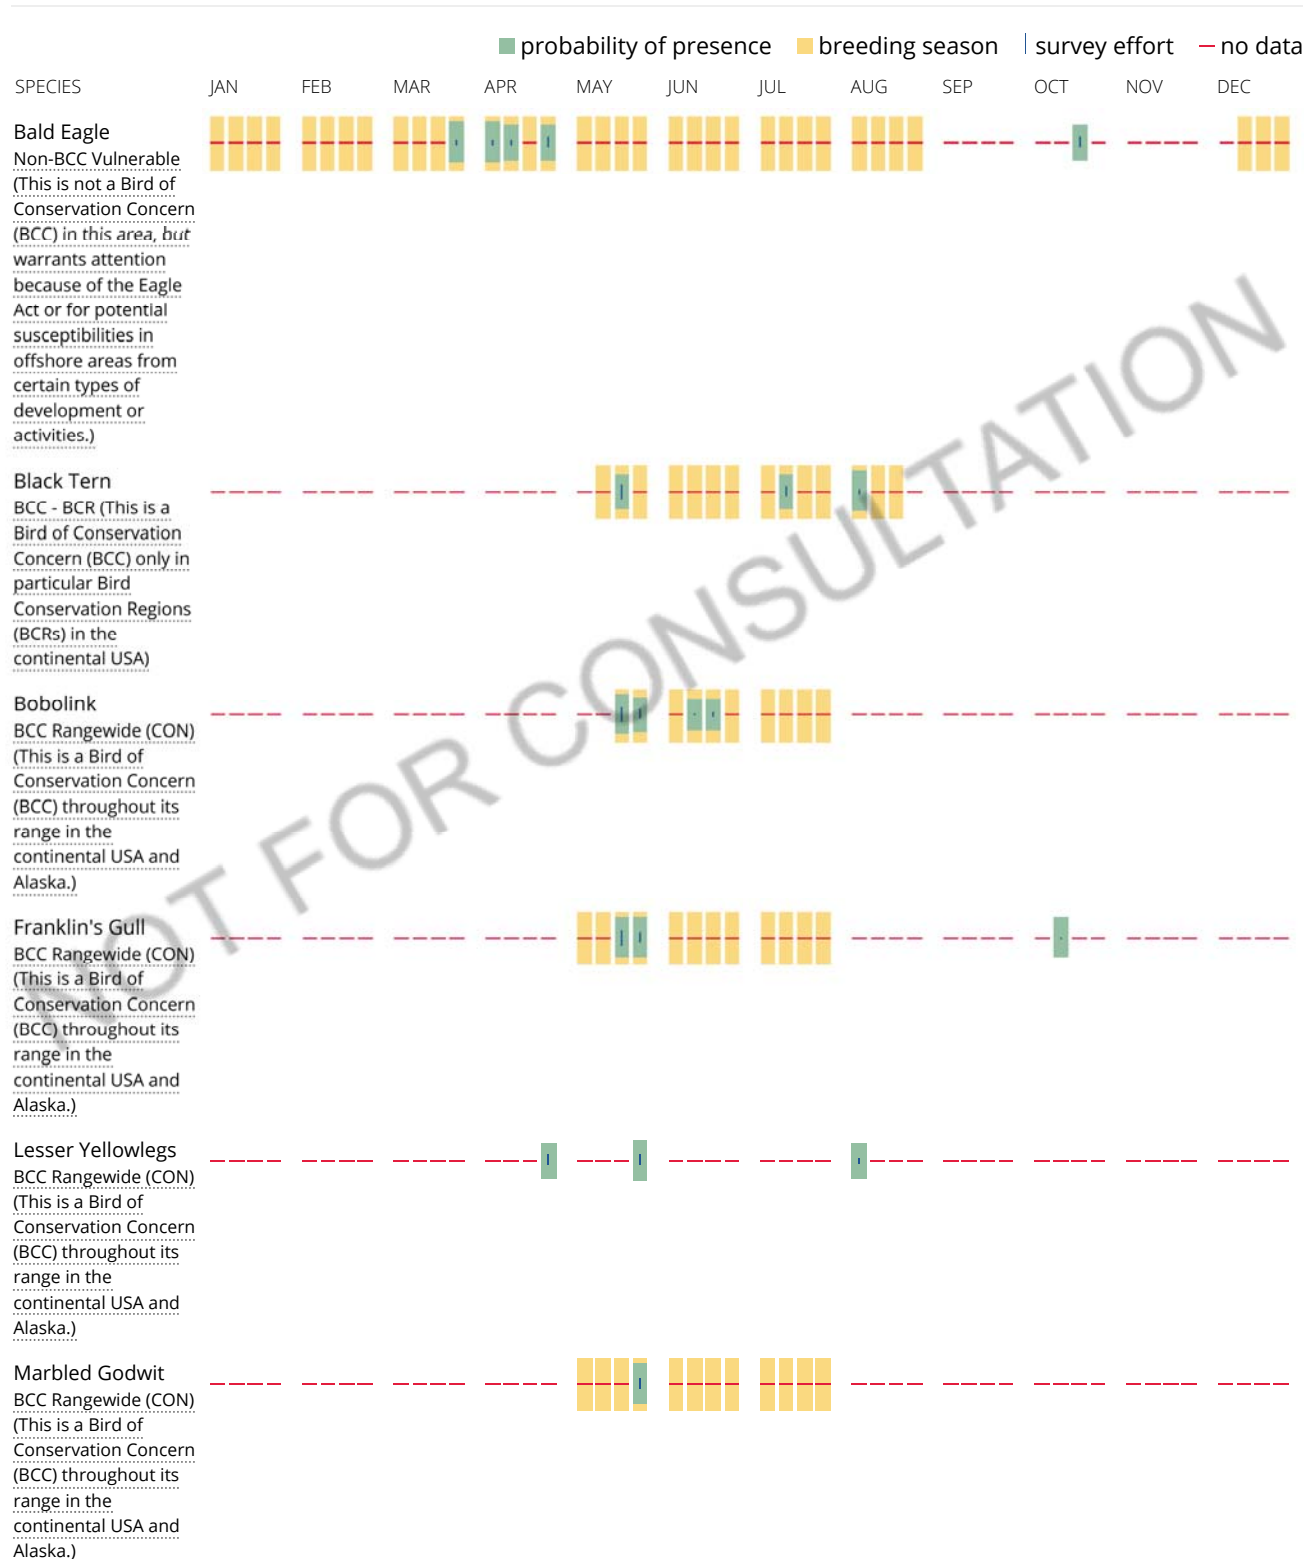 probability of presence breeding season survey effort no data
SPECIES JAN FEB MAR APR MAY JUN JUL AUG SEP OCT NOV DEC
Bald Eagle
Non-BCC Vulnerable
(This is not a Bird of
Conservation Concern
(BCC) in this area, but
warrants attention
because of the Eagle
Act or for potential
susceptibilities in
offshore areas from
certain types of
development or
activities.)
Black Tern
BCC - BCR (This is a
Bird of Conservation
Concern (BCC) only in
particular Bird
Conservation Regions
(BCRs) in the
continental USA)
Bobolink
BCC Rangewide (CON)
(This is a Bird of
Conservation Concern
(BCC) throughout its
range in the
continental USA and
Alaska.)
Franklin's Gull
BCC Rangewide (CON)
(This is a Bird of
Conservation Concern
(BCC) throughout its
range in the
continental USA and
Alaska.)
Lesser Yellowlegs
BCC Rangewide (CON)
(This is a Bird of
Conservation Concern
(BCC) throughout its
range in the
continental USA and
Alaska.)
Marbled Godwit
BCC Rangewide (CON)
(This is a Bird of
Conservation Concern
(BCC) throughout its
range in the
continental USA and
Alaska.)
NOT FOR CONSULTATION